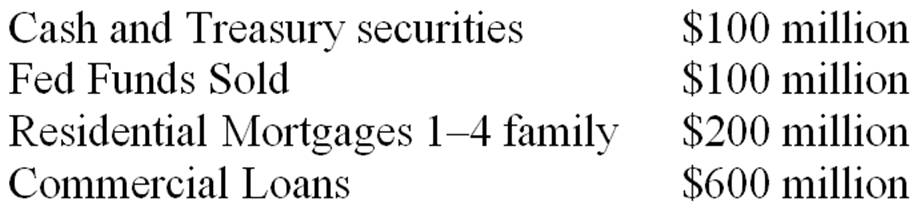 Cash and Treasury securities $100 million
Fed Funds Sold $100 million
Residential Mortgages 1–4 family $200 million
Commercial Loans $600 million